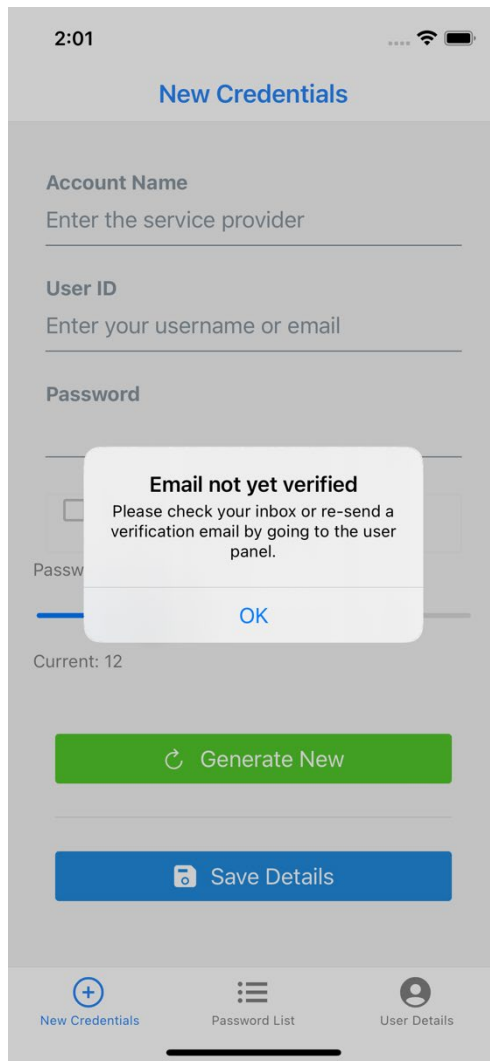 2:01
New Credentials
Account Name
Enter the service provider
User ID
Enter your username or email
Password
Email not yet verified
Please check your inbox or re-send a
verification email by going to the user
panel.
Passw
OK
Current: 12
Generate New
Save Details
New Credentials
Password List
User Details